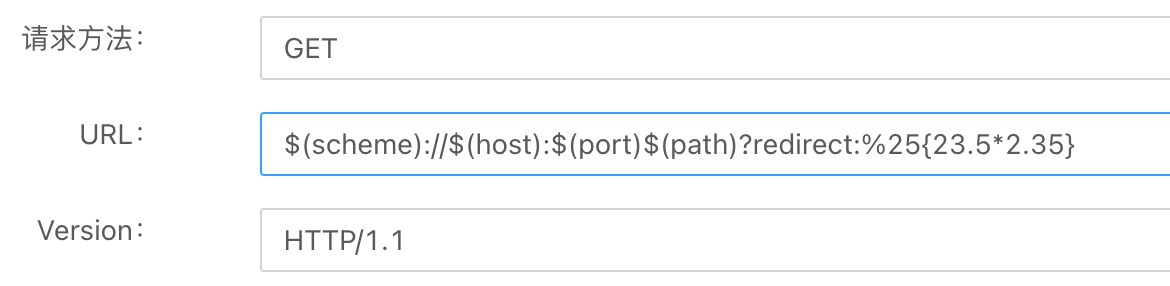 请求方法： GET
URL： $(scheme)://$(host):$(port)$(path)?redirect:%25{23.5*2.35}
Version： HTTP/1.1